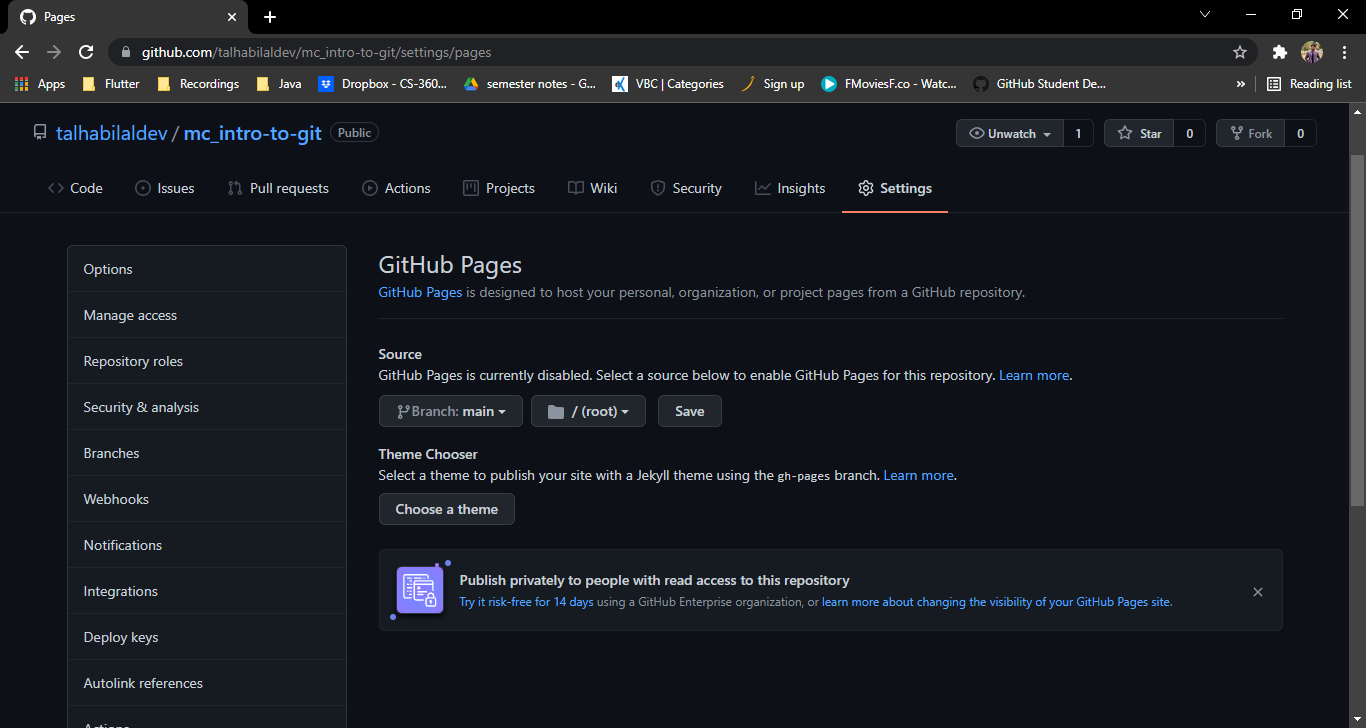 Pages
github.com/talhabilaldev/mc_intro-to-git/settings/pages
Apps Flutter Recordings Java Dropbox - CS-360... semester notes - G... VBC | Categories Sign up FMoviesF.co - Watc... GitHub Student De... » Reading list
talhabilaldev / mc_intro-to-git Public Unwatch 1 Star 0 Fork 0
Code Issues Pull requests Actions Projects Wiki Security Insights Settings
Options
Manage access
Repository roles
Security & analysis
Branches
Webhooks
Notifications
Integrations
Deploy keys
Autolink references
Actions
GitHub Pages
GitHub Pages is designed to host your personal, organization, or project pages from a GitHub repository.
Source
GitHub Pages is currently disabled. Select a source below to enable GitHub Pages for this repository. Learn more.
Branch: main / (root) Save
Theme Chooser
Select a theme to publish your site with a Jekyll theme using the gh-pages branch. Learn more.
Choose a theme
Publish privately to people with read access to this repository
Try it risk-free for 14 days using a GitHub Enterprise organization, or learn more about changing the visibility of your GitHub Pages site.